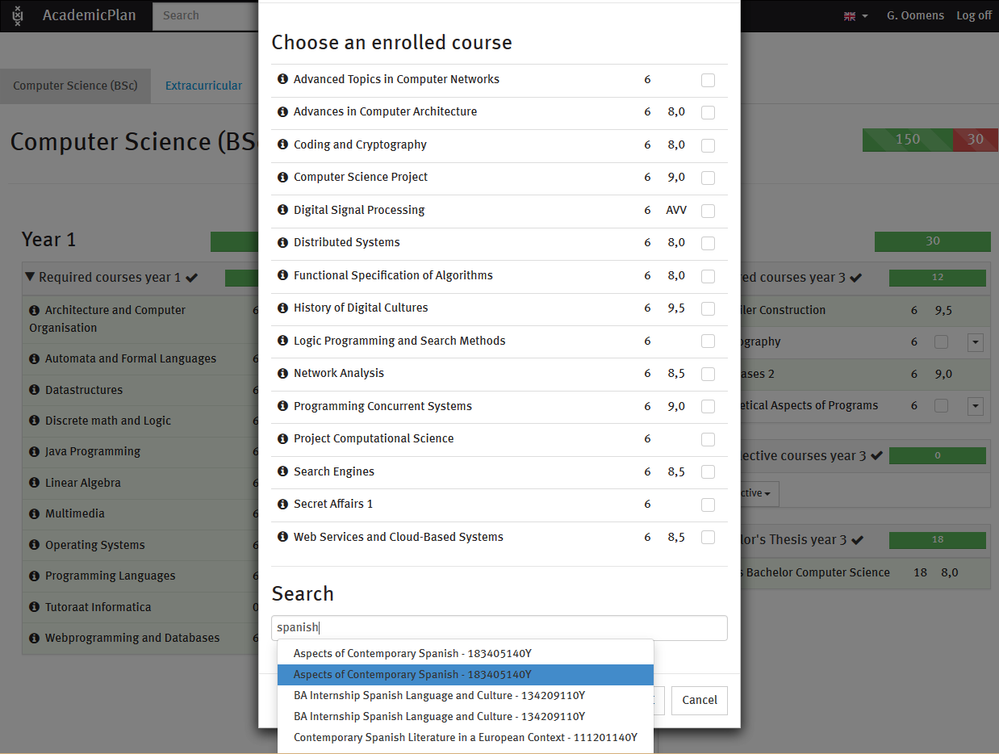 AcademicPlan
Search
G. Oomens
Log off
Computer Science (BSc)
Extracurricular
Computer Science (BS
150
30
Year 1
30
Required courses year 1
Architecture and Computer
Organisation
6
Automata and Formal Languages
6
Datastructures
6
Discrete math and Logic
6
Java Programming
6
Linear Algebra
6
Multimedia
6
Operating Systems
6
Programming Languages
6
Tutoraat Informatica
0
Webprogramming and Databases
6
Choose an enrolled course
Advanced Topics in Computer Networks 6
Advances in Computer Architecture 6 8,0
Coding and Cryptography 6 8,0
Computer Science Project 6 9,0
Digital Signal Processing 6 AVV
Distributed Systems 6 8,0
Functional Specification of Algorithms 6 8,0
History of Digital Cultures 6 9,5
Logic Programming and Search Methods 6
Network Analysis 6 8,5
Programming Concurrent Systems 6 9,0
Project Computational Science 6
Search Engines 6 8,5
Secret Affairs 1 6
Web Services and Cloud-Based Systems 6 8,5
Search
spanish
Aspects of Contemporary Spanish - 183405140Y
Aspects of Contemporary Spanish - 183405140Y
BA Internship Spanish Language and Culture - 134209110Y
BA Internship Spanish Language and Culture - 134209110Y
Contemporary Spanish Literature in a European Context - 111201140Y
Cancel
ed courses year 3 12
iler Construction 6 9,5
ography 6
ases 2 6 9,0
etical Aspects of Programs 6
lective courses year 3 0
ctive
lor's Thesis year 3 18
s Bachelor Computer Science 18 8,0